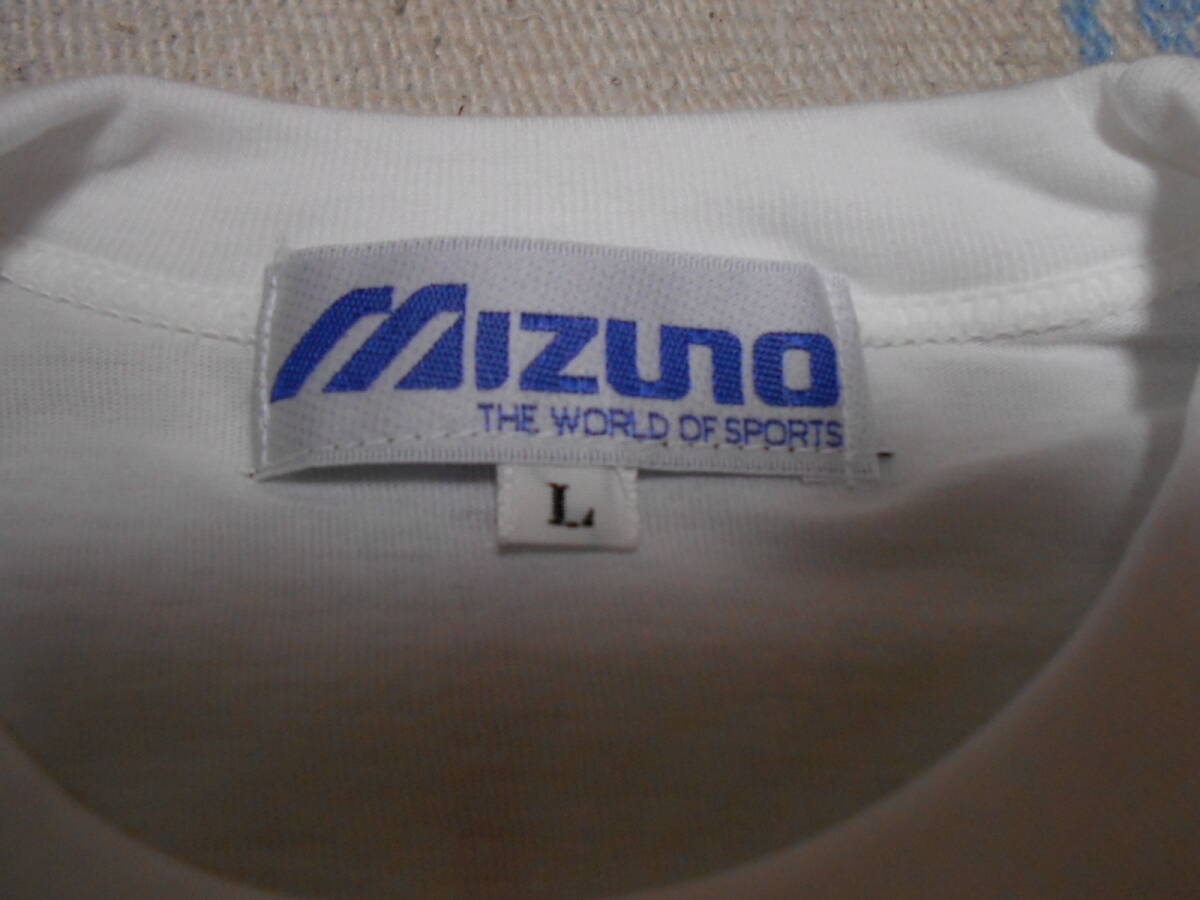 MIZUNO
THE WORLD OF SPORTS
L